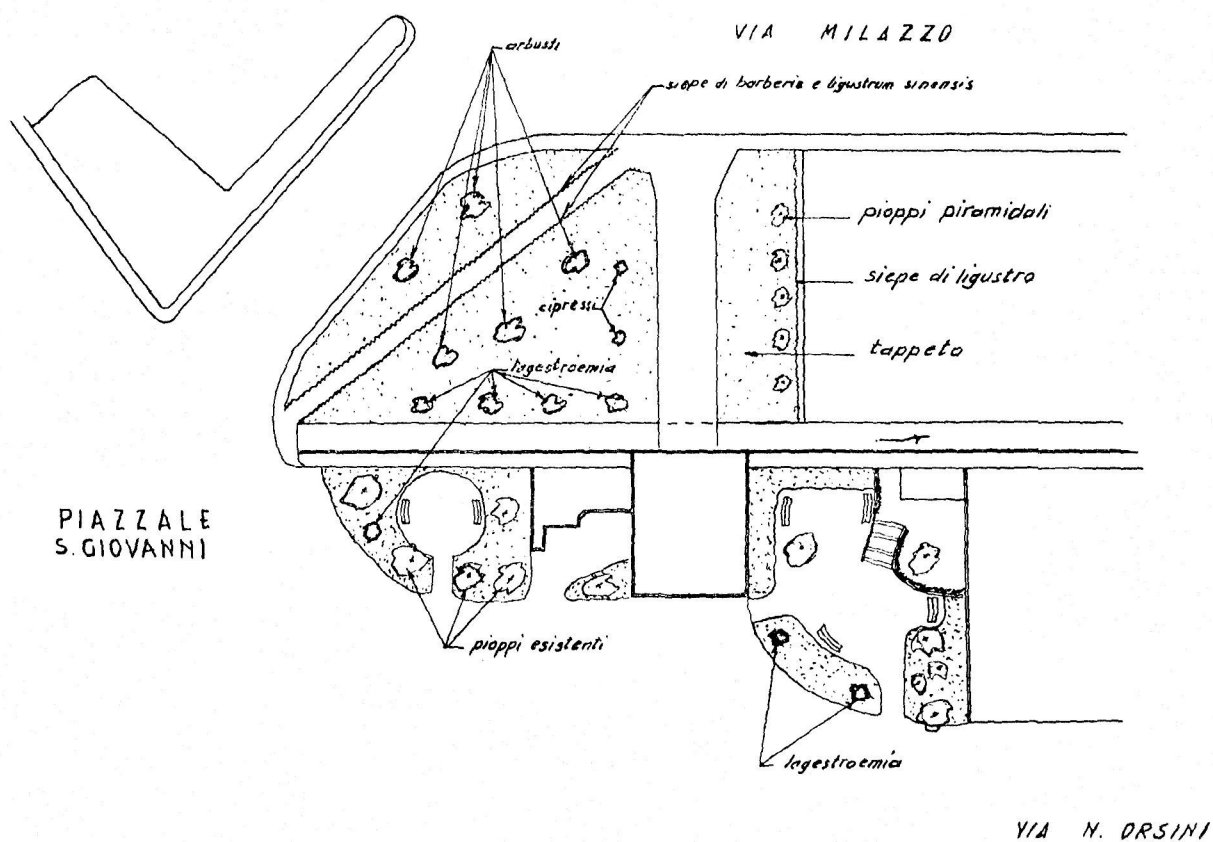 VIA MILAZZO
arbusti
siepe di barberis e ligustrum sinensis
pioppi piramidali
siepe di ligustro
cipressi
tappeto
lagestroemia
PIAZZALE
S. GIOVANNI
pioppi esistenti
lagestroemia
VIA N. ORSINI